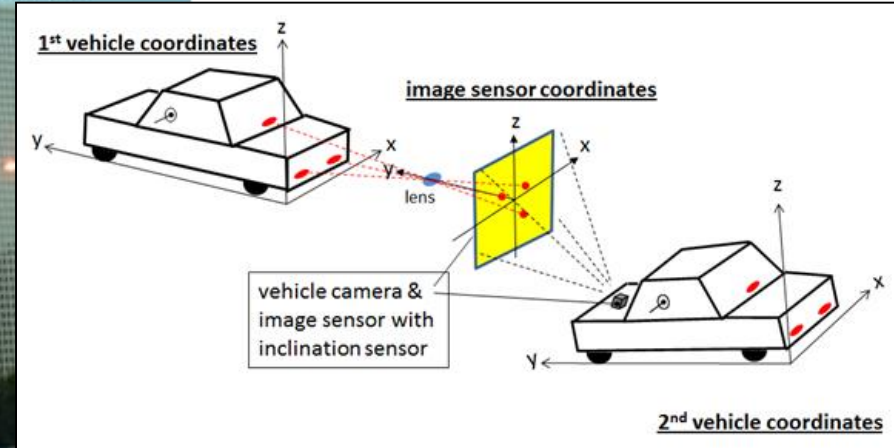 1st vehicle coordinates
z
image sensor coordinates
y
x
z
x
y
lens
z
x
vehicle camera &
image sensor with
inclination sensor
y
2nd vehicle coordinates